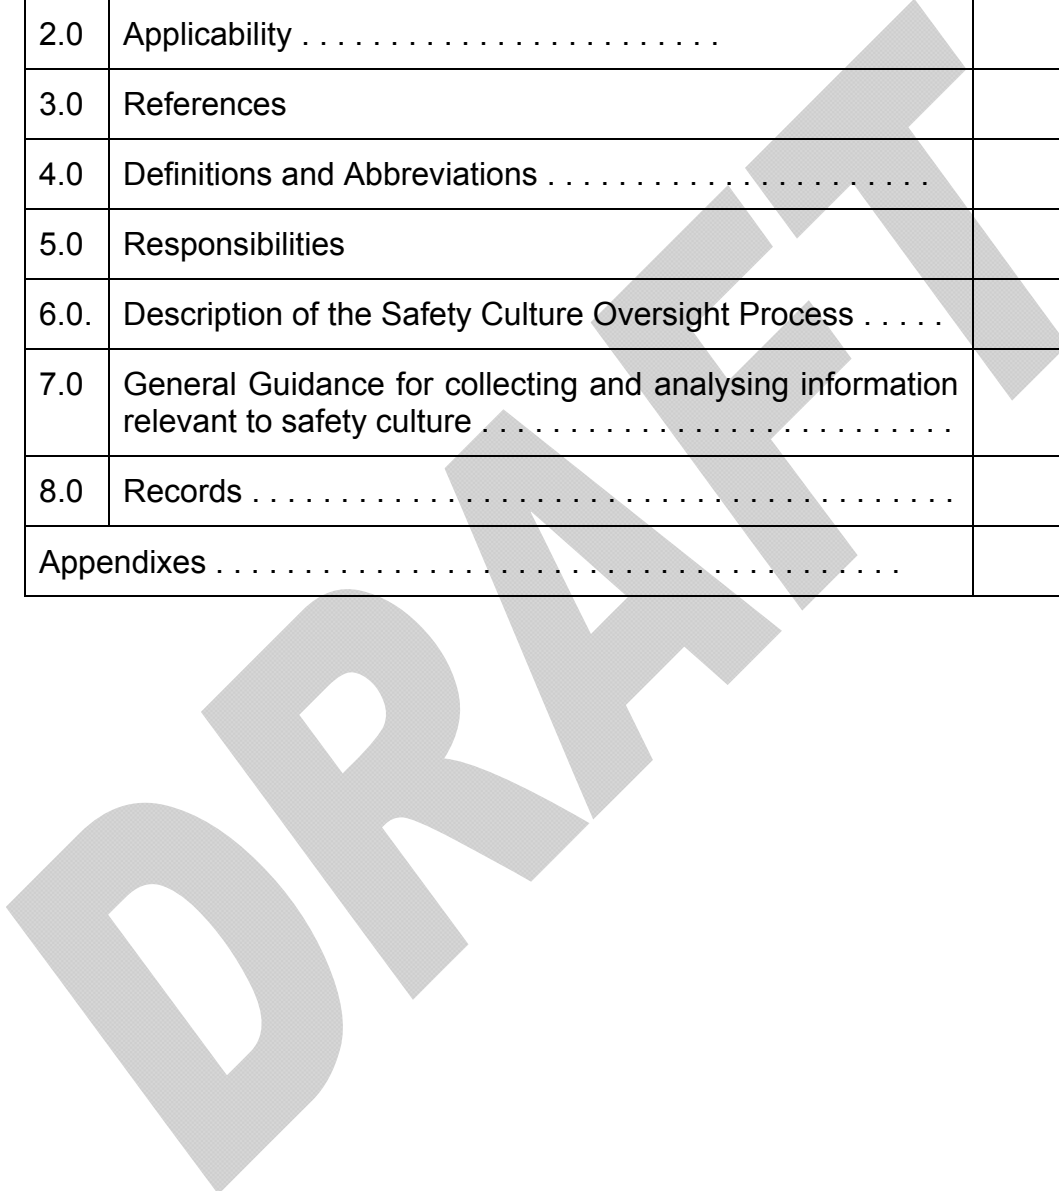 2.0 Applicability . . . . . . . . . . . . . . . . . . . . . . . .
3.0 References
4.0 Definitions and Abbreviations . . . . . . . . . . . . . . . . . . . . . .
5.0 Responsibilities
6.0. Description of the Safety Culture Oversight Process . . . . .
7.0 General Guidance for collecting and analysing information
relevant to safety culture . . . . . . . . . . . . . . . . . . . . . . . . . . .
8.0 Records . . . . . . . . . . . . . . . . . . . . . . . . . . . . . . . . . . . . . . . .
Appendixes . . . . . . . . . . . . . . . . . . . . . . . . . . . . . . . . . . . . . . .
DRAFT